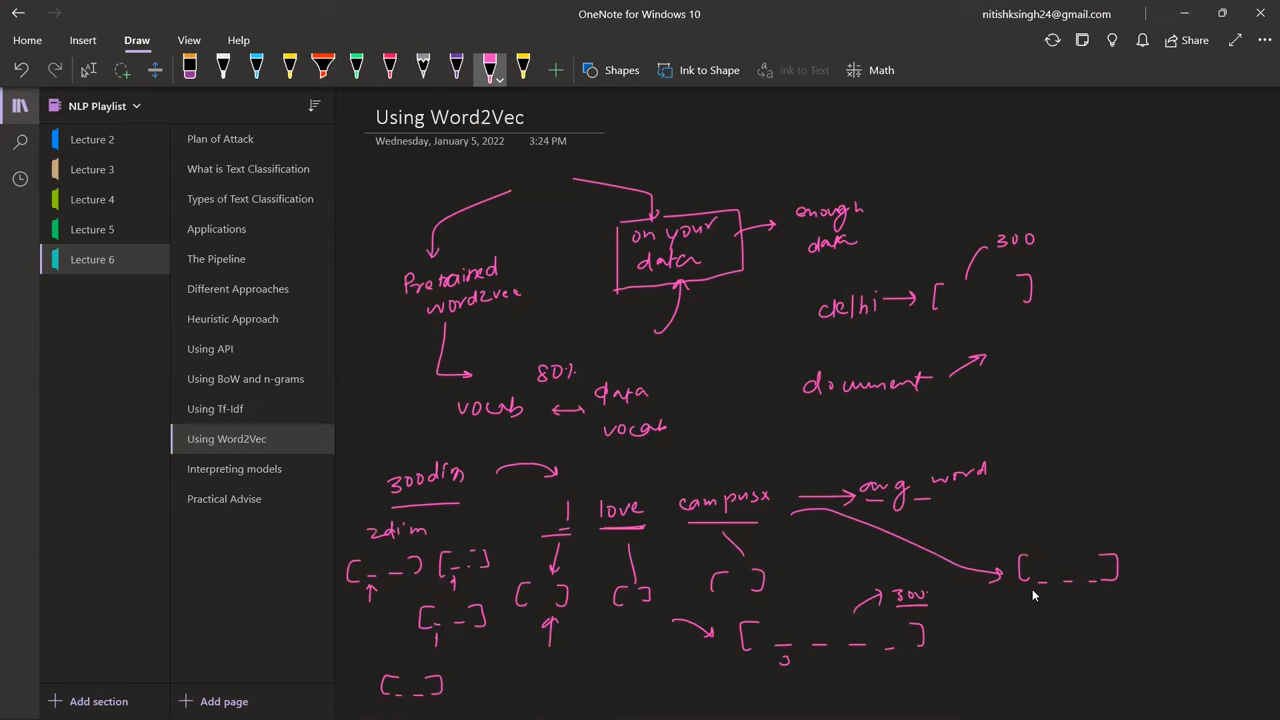 OneNote for Windows 10
nitishksingh24@gmail.com
Home Insert Draw View Help
Share
Shapes
Ink to Shape
Ink to Text
Math
NLP Playlist
Lecture 2
Lecture 3
Lecture 4
Lecture 5
Lecture 6
Plan of Attack
What is Text Classification
Types of Text Classification
Applications
The Pipeline
Different Approaches
Heuristic Approach
Using API
Using BoW and n-grams
Using Tf-Idf
Using Word2Vec
Interpreting models
Practical Advise
Add section
Add page
Using Word2Vec
Wednesday, January 5, 2022 3:24 PM
on your
data
enough
data
Pretrained
word2vec
300
delhi → [ ]
document
80%
vocab ↔ data
vocab
300dim
2dim
I love campusx → avg_word
[ _ _ ] [ _ _ ]
[ _ _ ]
[ ] [ ] [ ]
[ _ _ _ ]
300
[ _ _ _ _ ]
[ _ _ ]